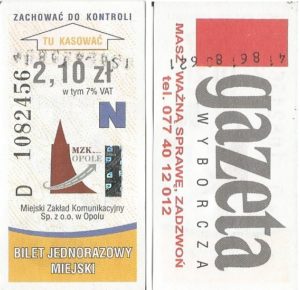 ZACHOWAĆ DO KONTROLI
TU KASOWAĆ
2,10 zł
w tym 7% VAT
D 1082456
N
MZK
OPOLE
Miejski Zakład Komunikacyjny
Sp. z o.o. w Opolu
BILET JEDNORAZOWY
MIEJSKI
MASZ WAŻNĄ SPRAWĘ, ZADZWOŃ
tel. 077 40 12 012
gazeta
WYBORCZA